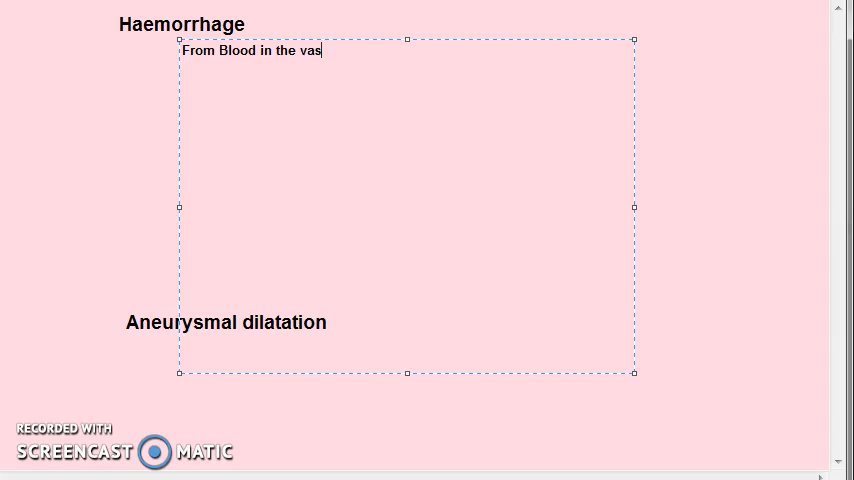 Haemorrhage
From Blood in the vas
Aneurysmal dilatation
RECORDED WITH
SCREENCAST MATIC